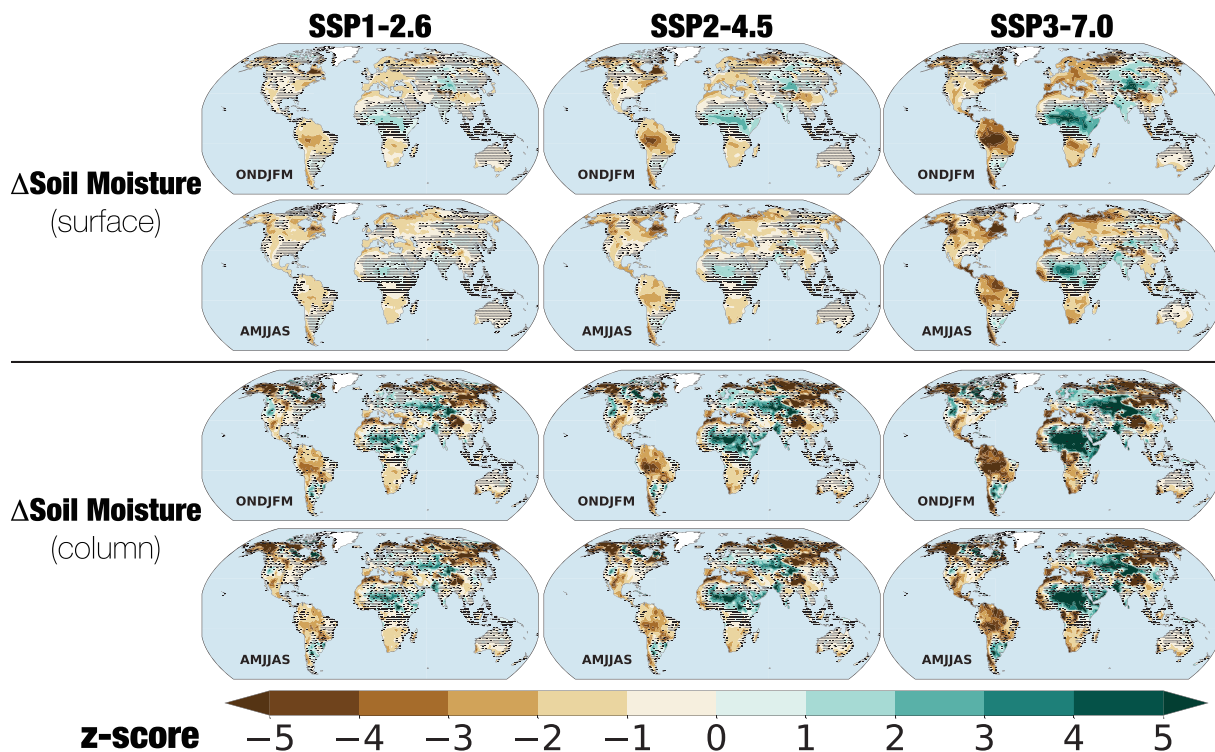 SSP1-2.6 SSP2-4.5 SSP3-7.0
ONDJFM ONDJFM ONDJFM
ΔSoil Moisture
(surface)
AMJJAS AMJJAS AMJJAS
ONDJFM ONDJFM ONDJFM
ΔSoil Moisture
(column)
AMJJAS AMJJAS AMJJAS
z-score −5 −4 −3 −2 −1 0 1 2 3 4 5